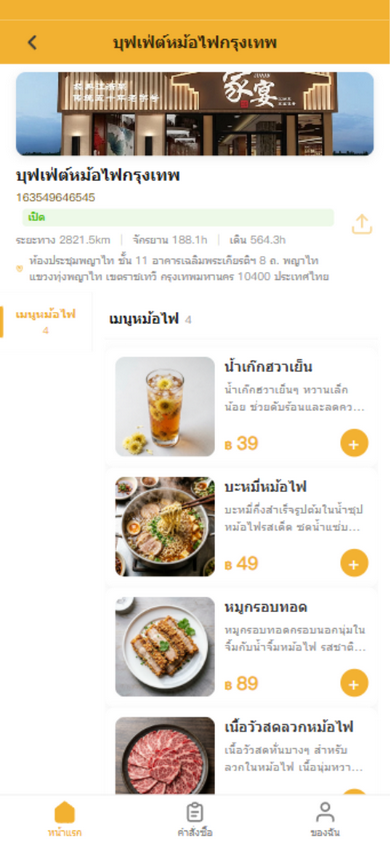 บุฟเฟ่ต์หม้อไฟกรุงเทพ
家宴
บุฟเฟ่ต์หม้อไฟกรุงเทพ
163549646545
เปิด
ระยะทาง 2821.5km | จักรยาน 188.1h | เดิน 564.3h
ห้องประชุมพญาไท ชั้น 11 อาคารเฉลิมพระเกียรติฯ 8 ถ. พญาไท
แขวงทุ่งพญาไท เขตราชเทวี กรุงเทพมหานคร 10400 ประเทศไทย
เมนูหม้อไฟ
4
เมนูหม้อไฟ 4
น้ำเก๊กฮวยเย็น
น้ำเก๊กฮวยเย็นๆ หวานเล็ก
น้อย ช่วยดับร้อนและลดคว...
฿ 39
บะหมี่หม้อไฟ
บะหมี่กึ่งสำเร็จรูปต้มในน้ำซุป
หม้อไฟรสเด็ด ซดน้ำแซ่บ...
฿ 49
หมูกรอบทอด
หมูกรอบทอดกรอบนอกนุ่มใน
จิ้มกับน้ำจิ้มหม้อไฟ รสชาติ...
฿ 89
เนื้อวัวสดลวกหม้อไฟ
เนื้อวัวสดหั่นบางๆ สำหรับ
ลวกในหม้อไฟ เนื้อนุ่มหวา...
หน้าแรก
คำสั่งซื้อ
ของฉัน